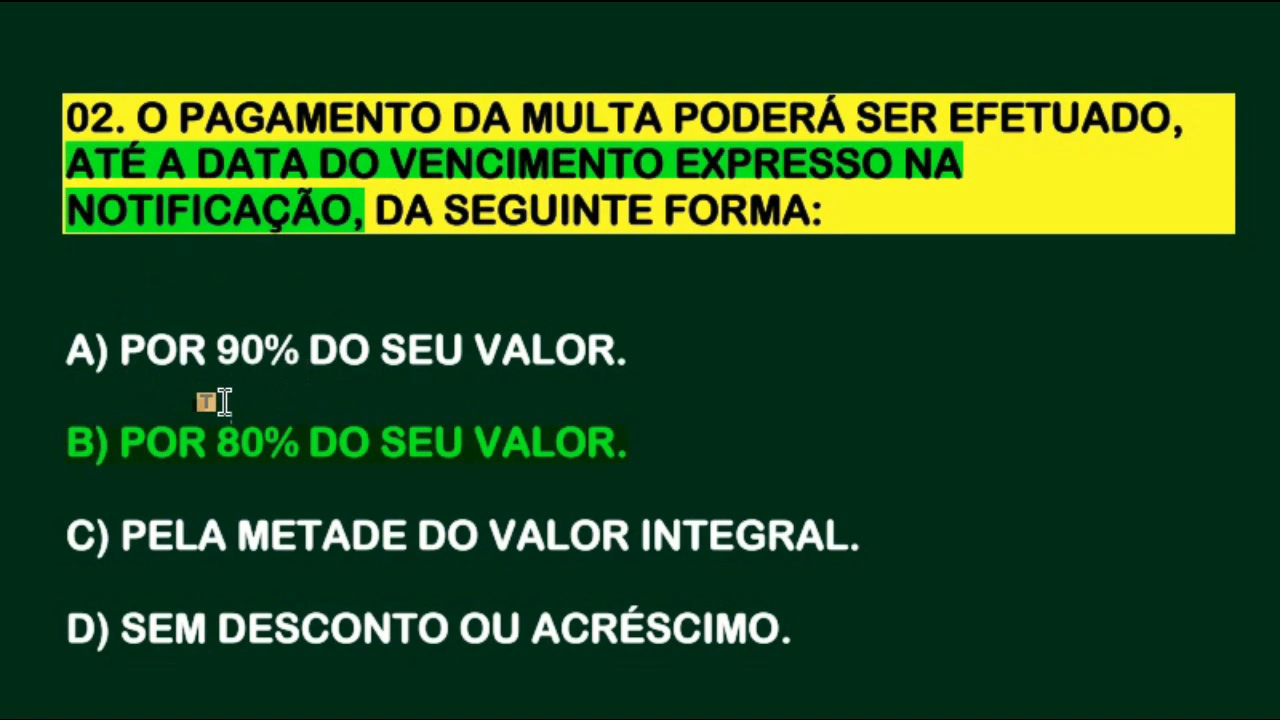 02. O PAGAMENTO DA MULTA PODERÁ SER EFETUADO,
ATÉ A DATA DO VENCIMENTO EXPRESSO NA
NOTIFICAÇÃO, DA SEGUINTE FORMA:
A) POR 90% DO SEU VALOR.
T
B) POR 80% DO SEU VALOR.
C) PELA METADE DO VALOR INTEGRAL.
D) SEM DESCONTO OU ACRÉSCIMO.